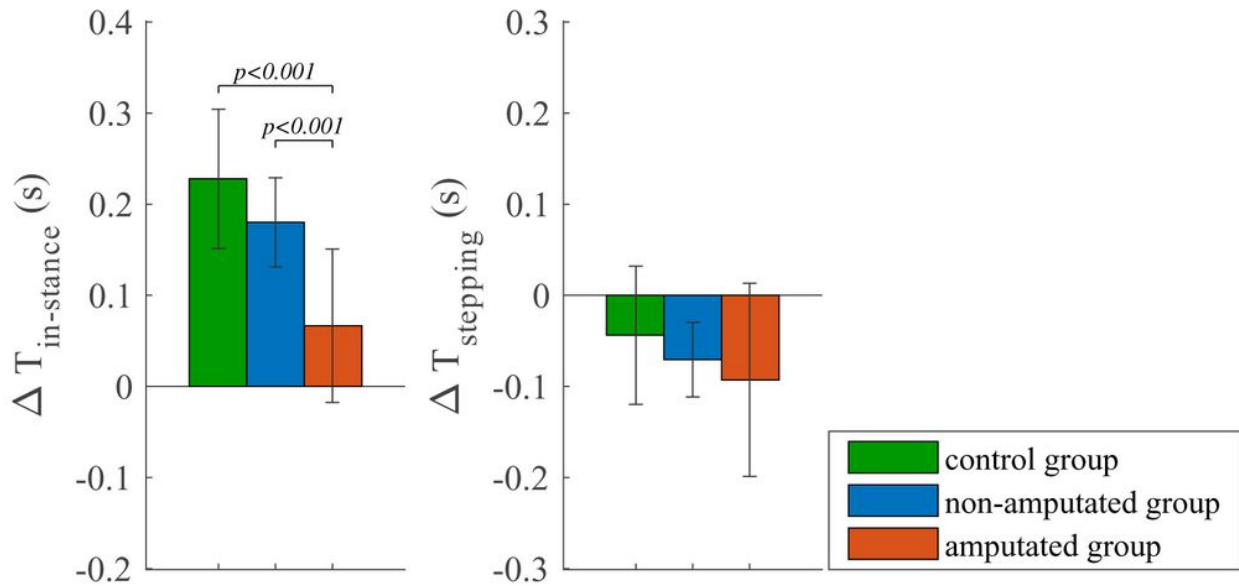 0.4
0.3
0.2
0.1
0
-0.1
-0.2
Δ T in-stance (s)
p<0.001
p<0.001
0.3
0.2
0.1
0
-0.1
-0.2
-0.3
Δ T stepping (s)
control group
non-amputated group
amputated group